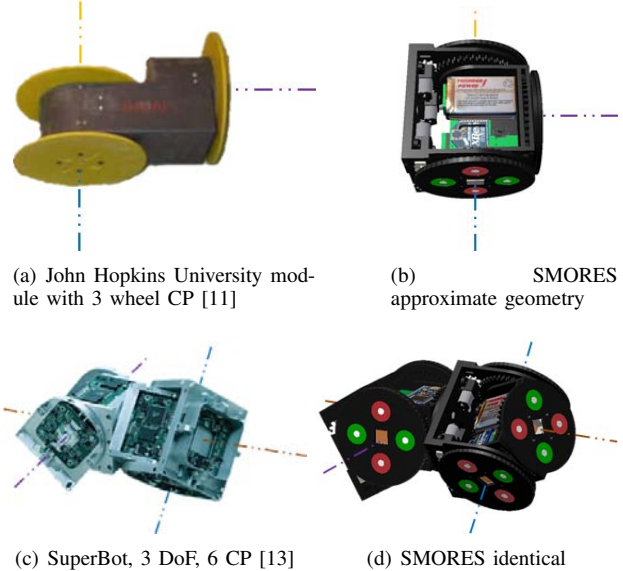 (a) John Hopkins University mod-
ule with 3 wheel CP [11]
(b) SMORES
approximate geometry
(c) SuperBot, 3 DoF, 6 CP [13]
(d) SMORES identical